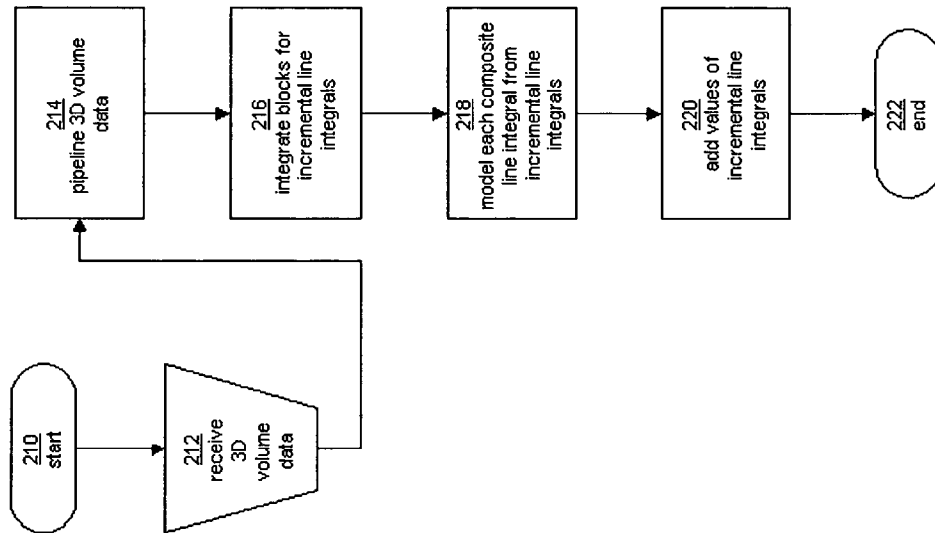 210
start
212
receive
3D
volume
data
214
pipeline 3D volume
data
216
integrate blocks for
incremental line
integrals
218
model each composite
line integral from
incremental line
integrals
220
add values of
incremental line
integrals
222
end